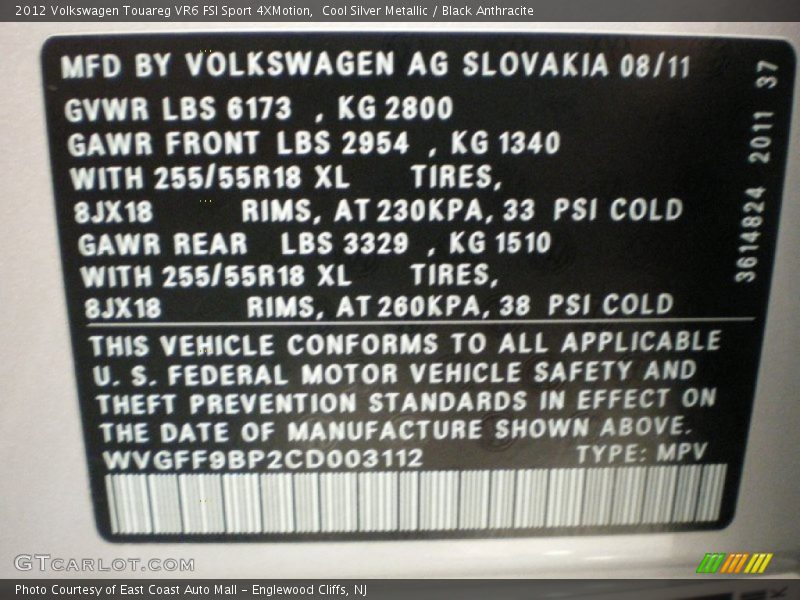 2012 Volkswagen Touareg VR6 FSI Sport 4XMotion,  Cool Silver Metallic / Black Anthracite
MFD BY VOLKSWAGEN AG SLOVAKIA 08/11
GVWR LBS 6173 , KG 2800
GAWR FRONT LBS 2954 , KG 1340
WITH 255/55R18 XL TIRES,
8JX18 RIMS, AT 230KPA, 33 PSI COLD
GAWR REAR LBS 3329 , KG 1510
WITH 255/55R18 XL TIRES,
8JX18 RIMS, AT 260KPA, 38 PSI COLD
3614824 2011 37
THIS VEHICLE CONFORMS TO ALL APPLICABLE
U. S. FEDERAL MOTOR VEHICLE SAFETY AND
THEFT PREVENTION STANDARDS IN EFFECT ON
THE DATE OF MANUFACTURE SHOWN ABOVE.
WVGFF9BP2CD003112 TYPE: MPV
GTCARLOT.COM
Photo Courtesy of East Coast Auto Mall - Englewood Cliffs, NJ